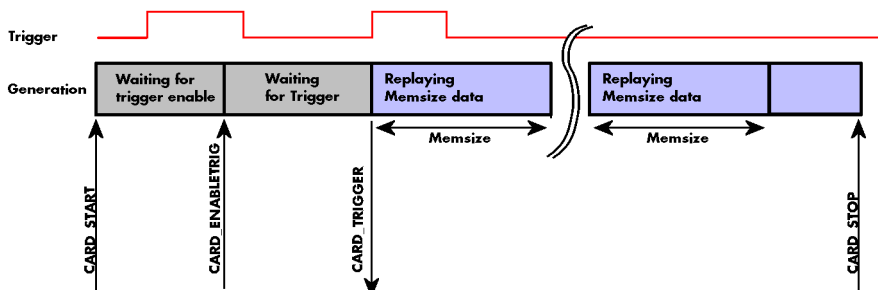 Trigger
Generation
Waiting for
trigger enable
Waiting
for Trigger
Replaying
Memsize data
Replaying
Memsize data
Memsize
Memsize
CARD_START
CARD_ENABLETRIG
CARD_TRIGGER
CARD_STOP